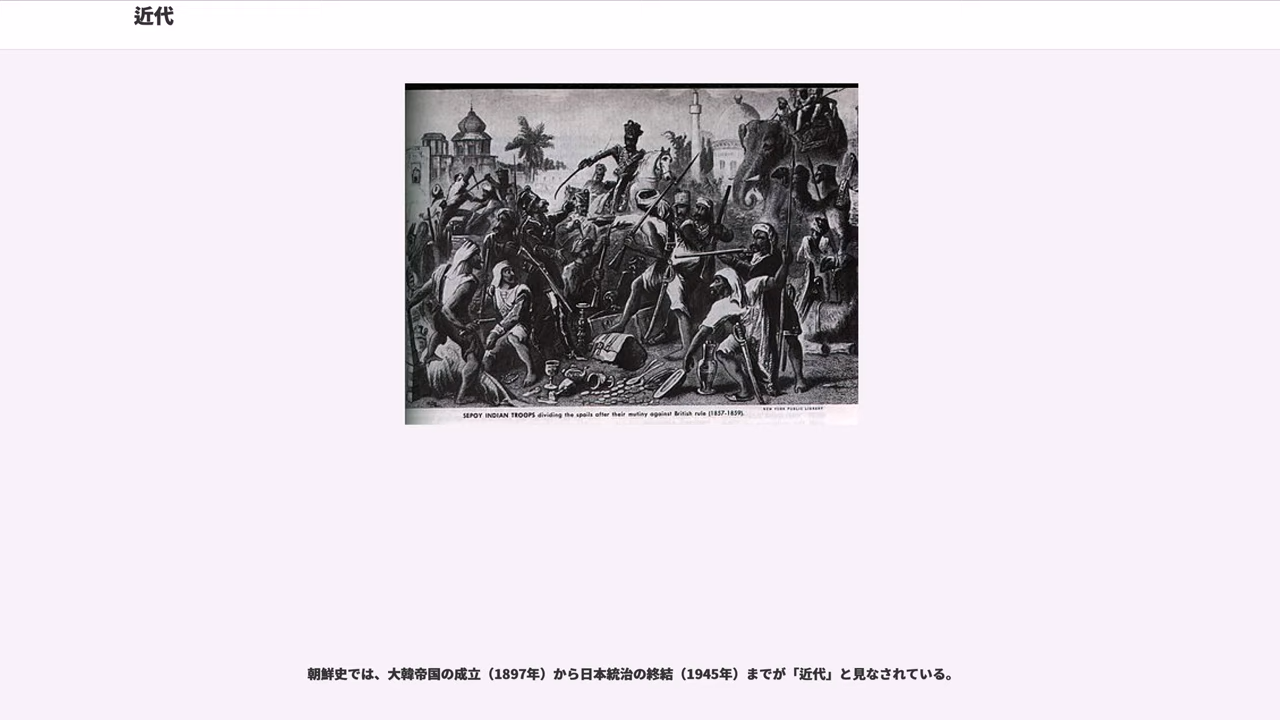 近代
NEW YORK PUBLIC LIBRARY
SEPOY INDIAN TROOPS dividing the spoils after their mutiny against British rule (1857-1859).
朝鮮史では、大韓帝国の成立（1897年）から日本統治の終結（1945年）までが「近代」と見なされている。